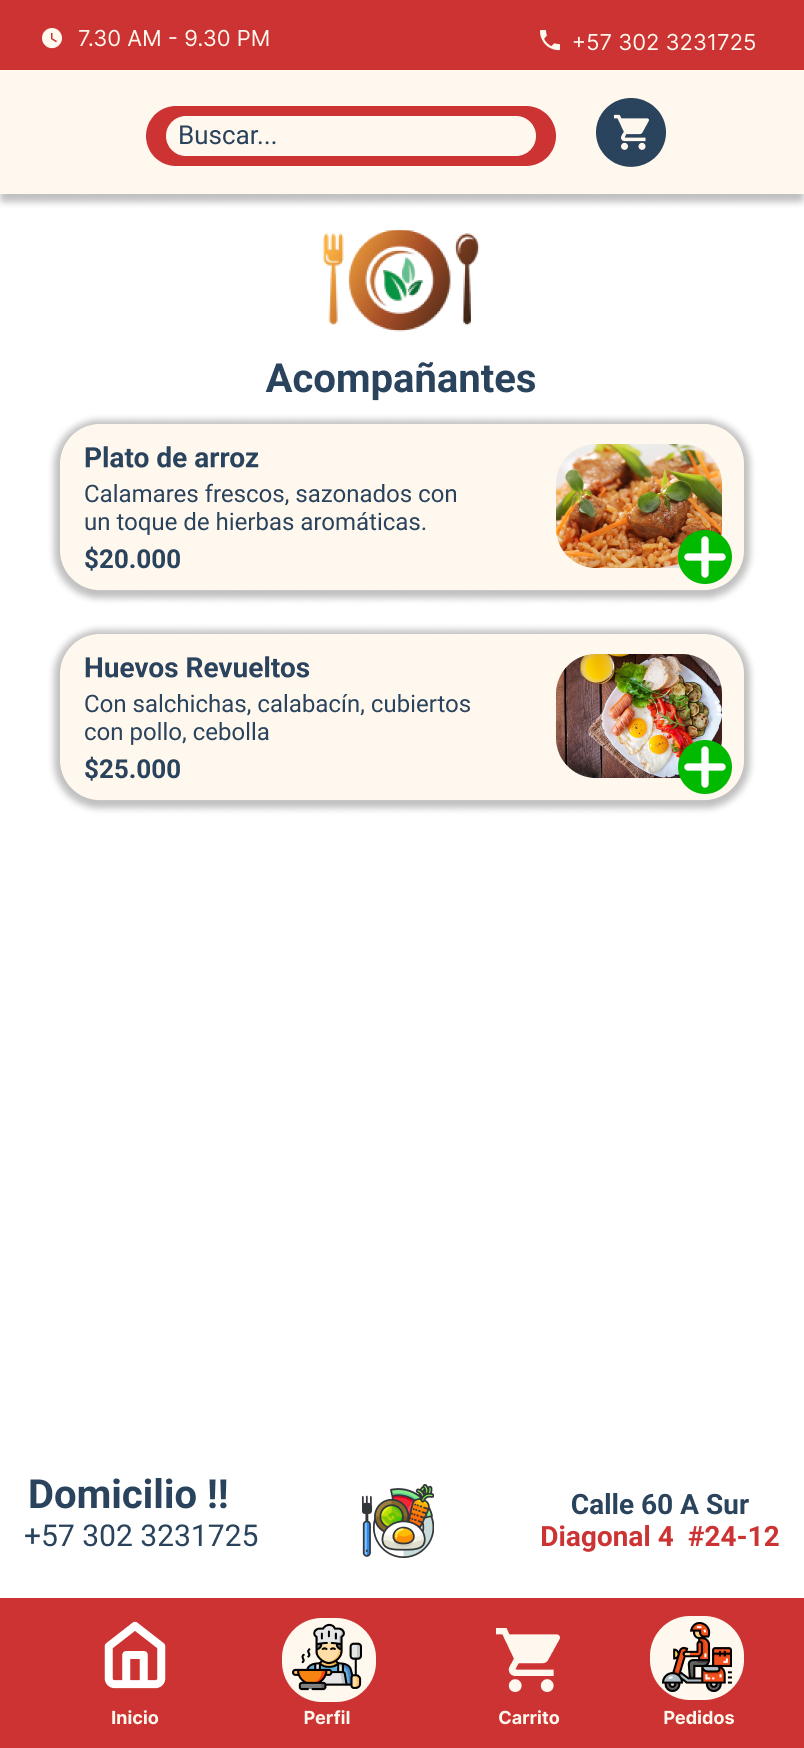 7.30 AM - 9.30 PM
+57 302 3231725
Buscar...
Acompañantes
Plato de arroz
Calamares frescos, sazonados con
un toque de hierbas aromáticas.
$20.000
Huevos Revueltos
Con salchichas, calabacín, cubiertos
con pollo, cebolla
$25.000
Domicilio !!
+57 302 3231725
Calle 60 A Sur
Diagonal 4 #24-12
Inicio
Perfil
Carrito
Pedidos